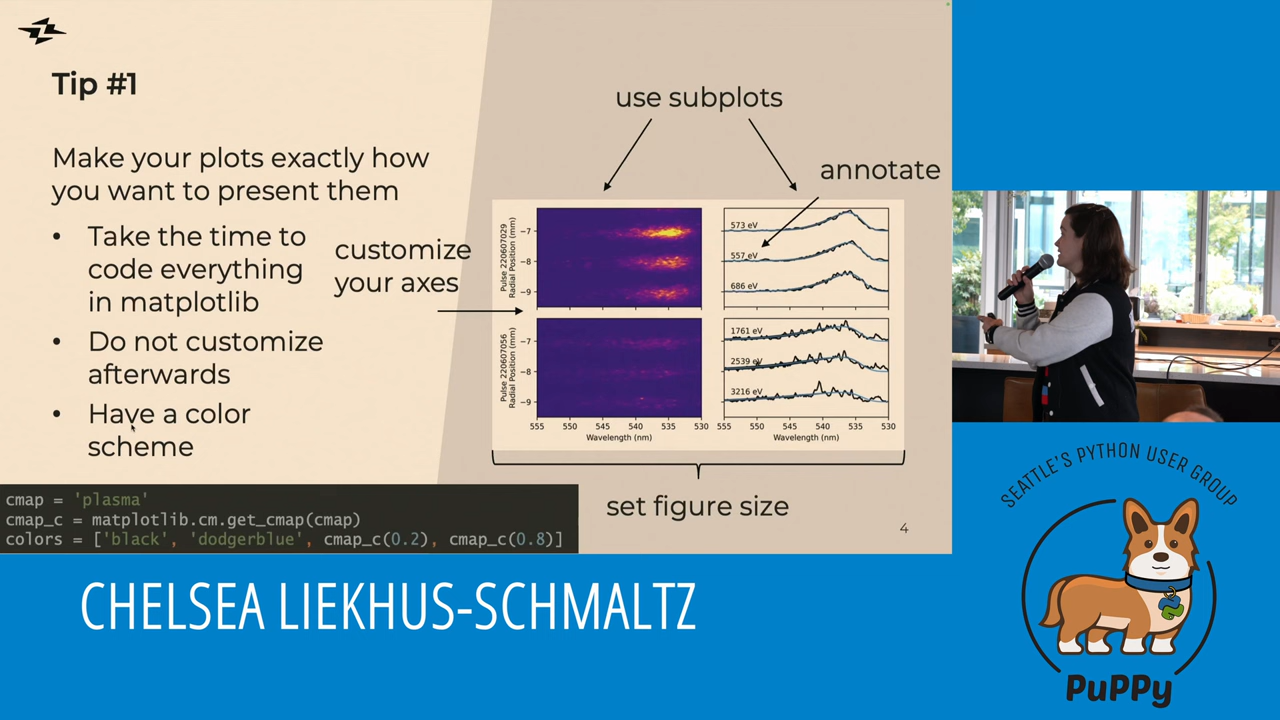 Tip #1
Make your plots exactly how
you want to present them
• Take the time to
code everything
in matplotlib
• Do not customize
afterwards
• Have a color
scheme
customize
your axes
use subplots
annotate
Pulse 220607029
Radial Position (mm)
−7
−8
−9
573 eV
557 eV
686 eV
Pulse 220607056
Radial Position (mm)
−7
−8
−9
1761 eV
2539 eV
3216 eV
555 550 545 540 535 530
Wavelength (nm)
555 550 545 540 535 530
Wavelength (nm)
set figure size
4
cmap = 'plasma'
cmap_c = matplotlib.cm.get_cmap(cmap)
colors = ['black', 'dodgerblue', cmap_c(0.2), cmap_c(0.8)]
CHELSEA LIEKHUS-SCHMALTZ
SEATTLE'S PYTHON USER GROUP
PuPPy